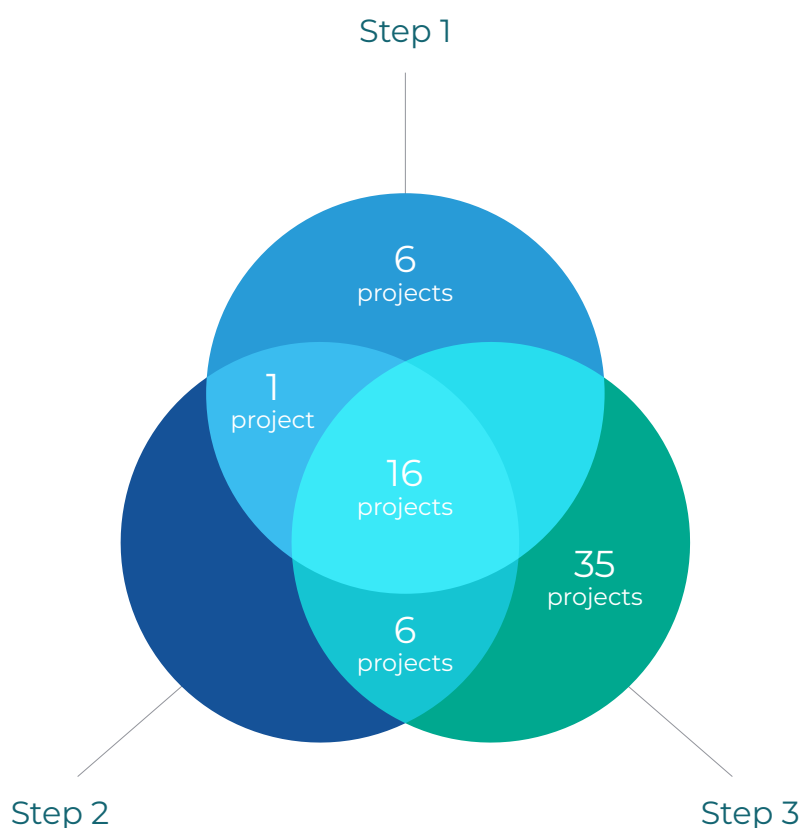 Step 1
6
projects
1
project
16
projects
35
projects
6
projects
Step 2
Step 3